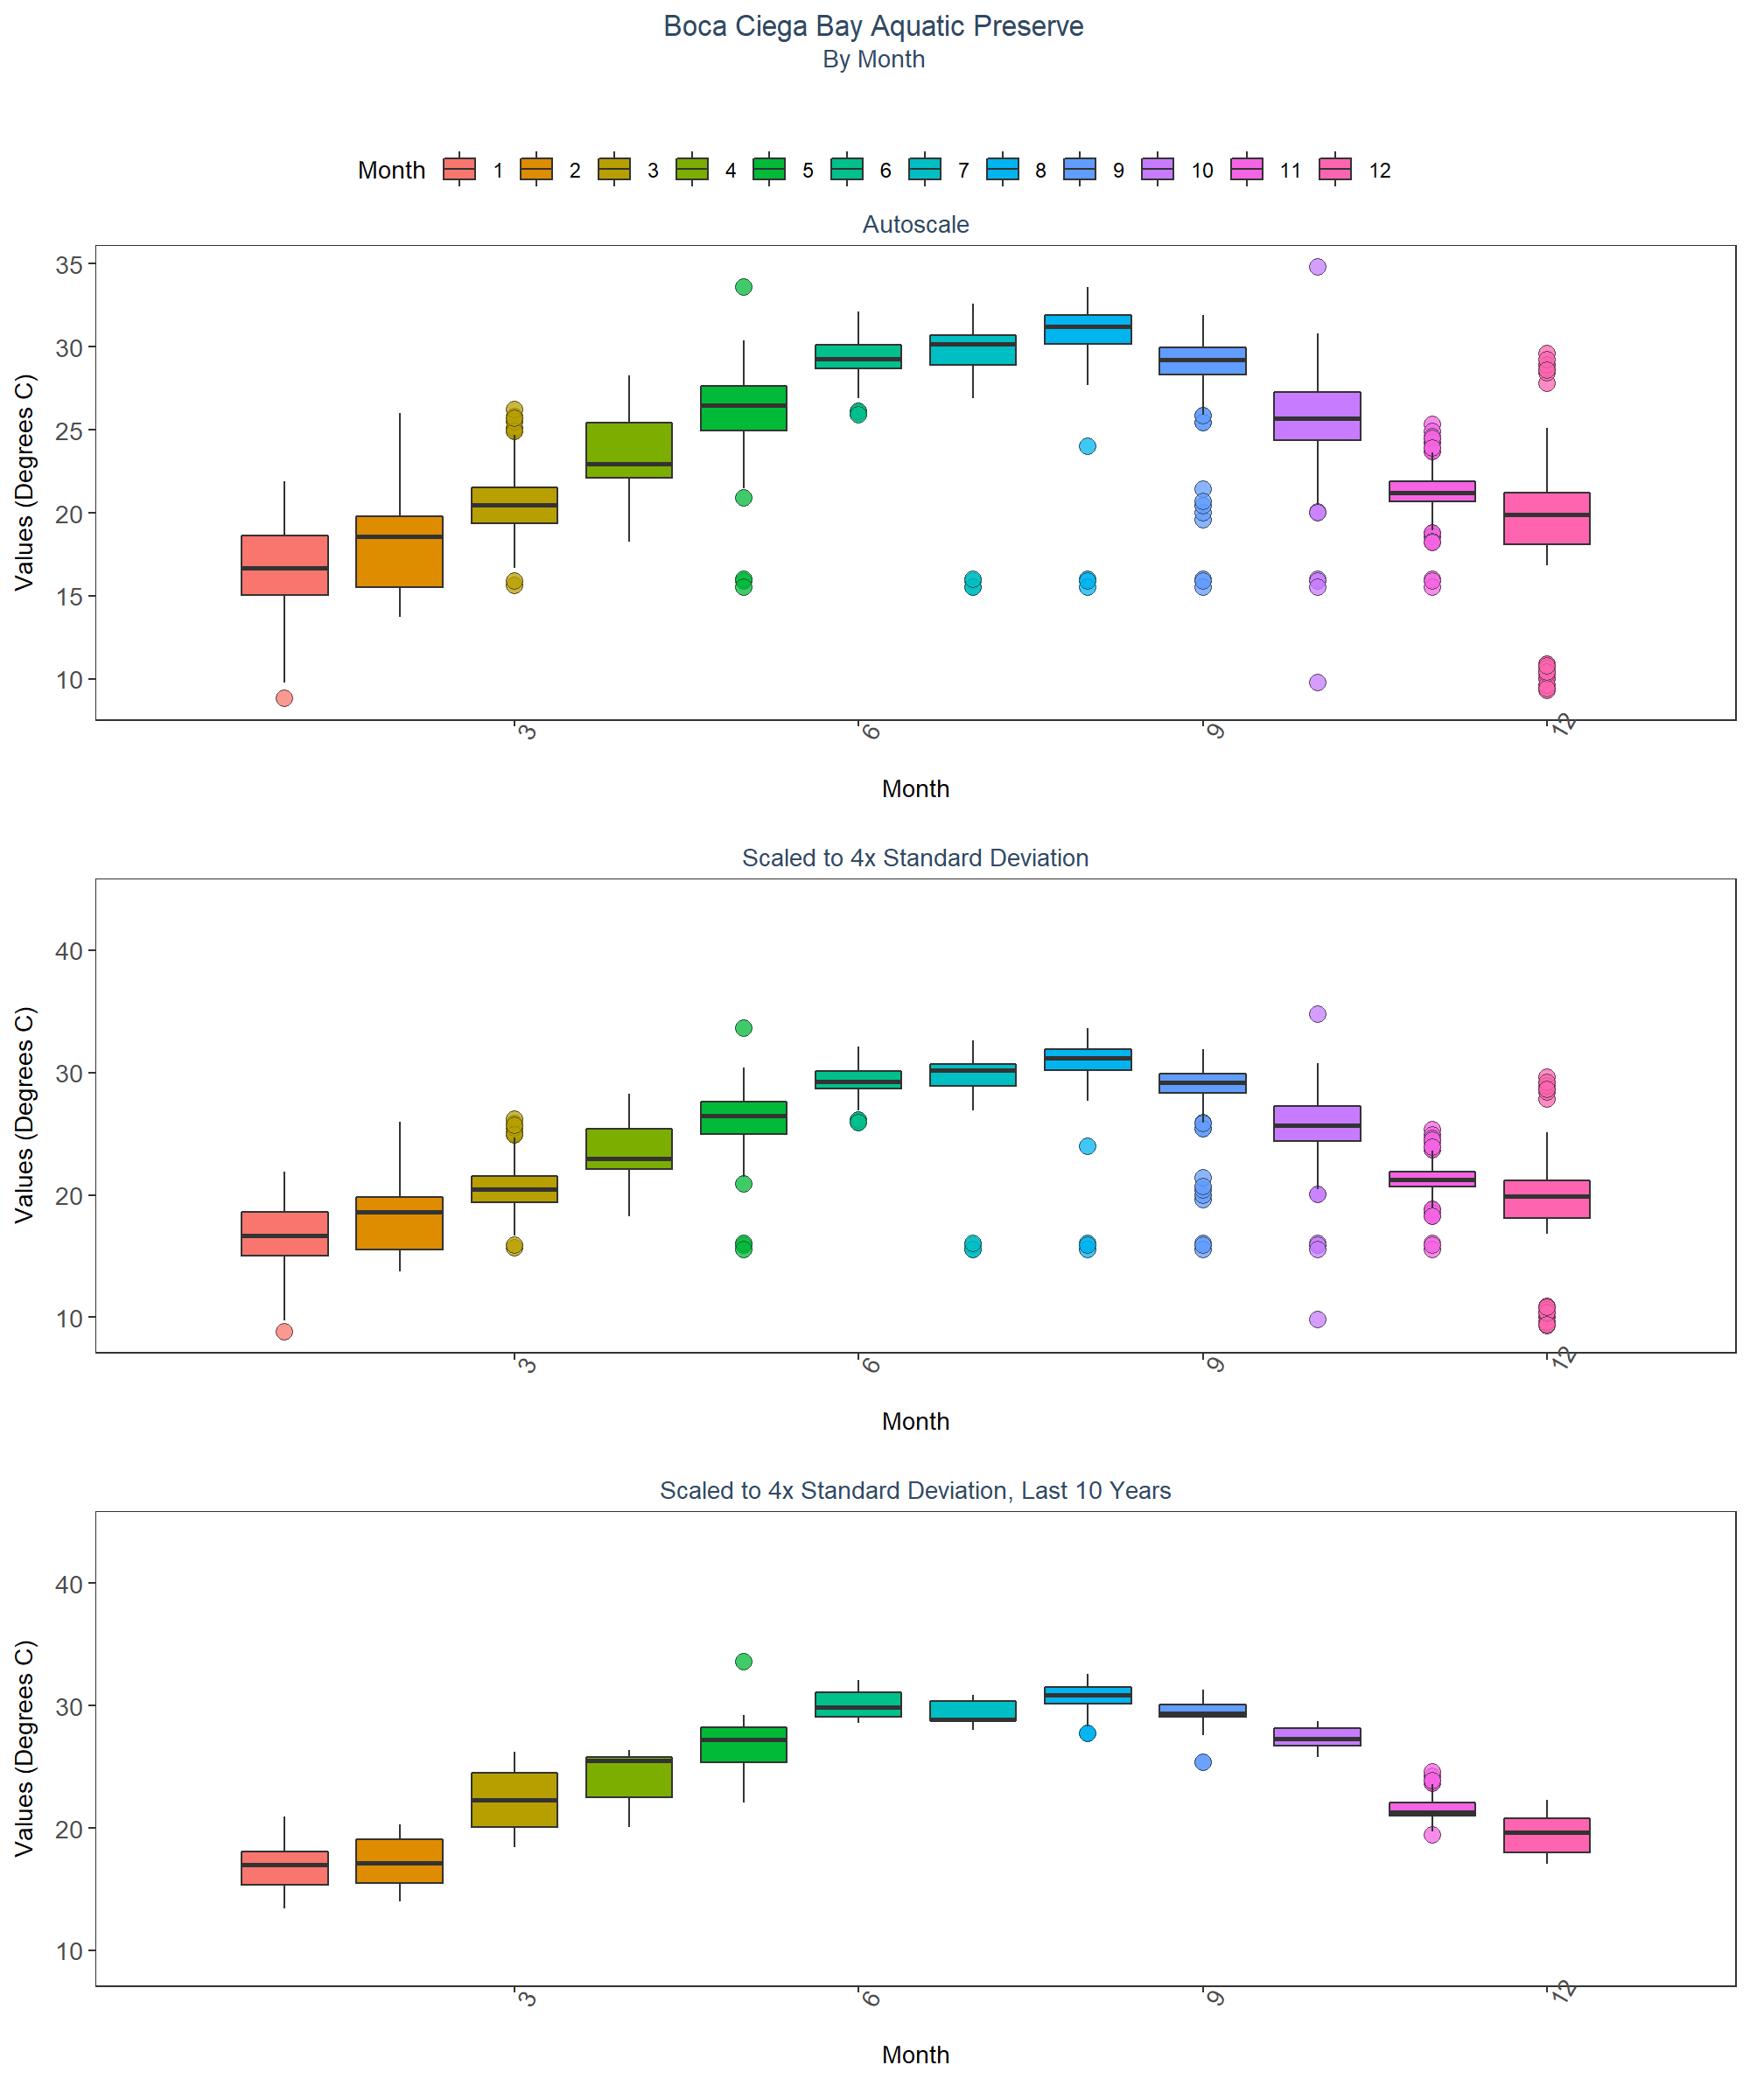 Boca Ciega Bay Aquatic Preserve
By Month
Month 1 2 3 4 5 6 7 8 9 10 11 12
Autoscale
Values (Degrees C)
35
30
25
20
15
10
3 6 9 12
Month
Scaled to 4x Standard Deviation
Values (Degrees C)
40
30
20
10
3 6 9 12
Month
Scaled to 4x Standard Deviation, Last 10 Years
Values (Degrees C)
40
30
20
10
3 6 9 12
Month